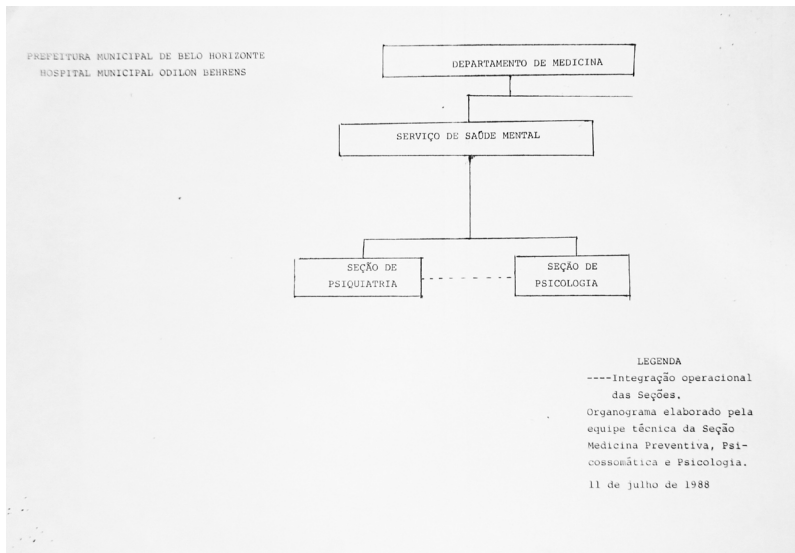 PREFEITURA MUNICIPAL DE BELO HORIZONTE
HOSPITAL MUNICIPAL ODILON BEHRENS
DEPARTAMENTO DE MEDICINA
SERVIÇO DE SAÚDE MENTAL
SEÇÃO DE
PSIQUIATRIA
SEÇÃO DE
PSICOLOGIA
LEGENDA
----Integração operacional
das Seções.
Organograma elaborado pela
equipe técnica da Seção
Medicina Preventiva, Psi-
cossomática e Psicologia.
11 de julho de 1988